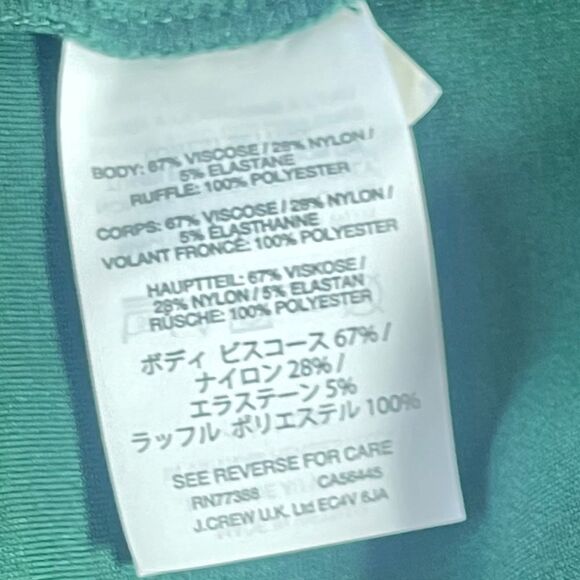 BODY: 67% VISCOSE / 28% NYLON /
5% ELASTANE
RUFFLE: 100% POLYESTER
CORPS: 67% VISCOSE / 28% NYLON /
5% ÉLASTHANNE
VOLANT FRONCÉ: 100% POLYESTER
HAUPTTEIL: 67% VISKOSE /
28% NYLON / 5% ELASTAN
RÜSCHE: 100% POLYESTER
ボディ ビスコース 67% /
ナイロン 28% /
エラステーン 5%
ラッフル ポリエステル 100%
SEE REVERSE FOR CARE
RN77388 CA56445
J.CREW U.K. Ltd EC4V 6JA